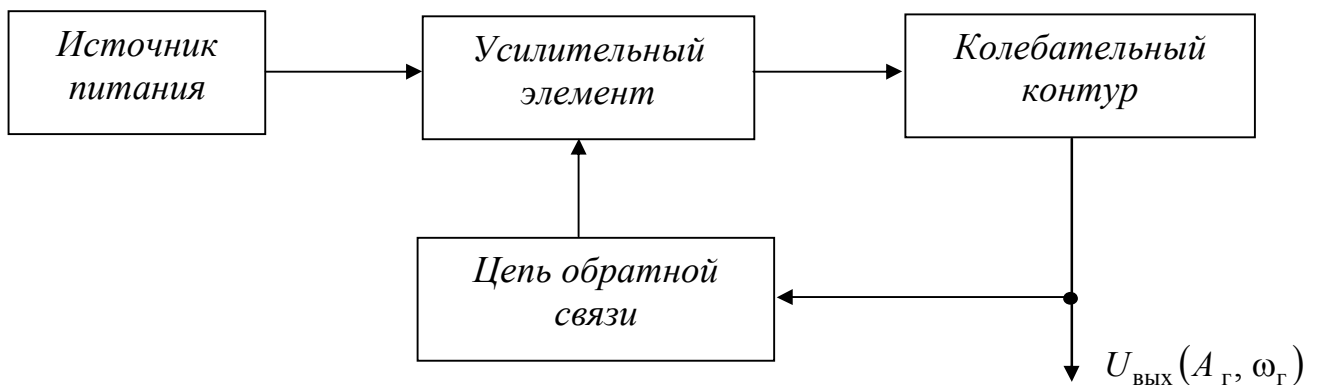 Источник
питания
Усилительный
элемент
Колебательный
контур
Цепь обратной
связи
U вых (A г, ω г)